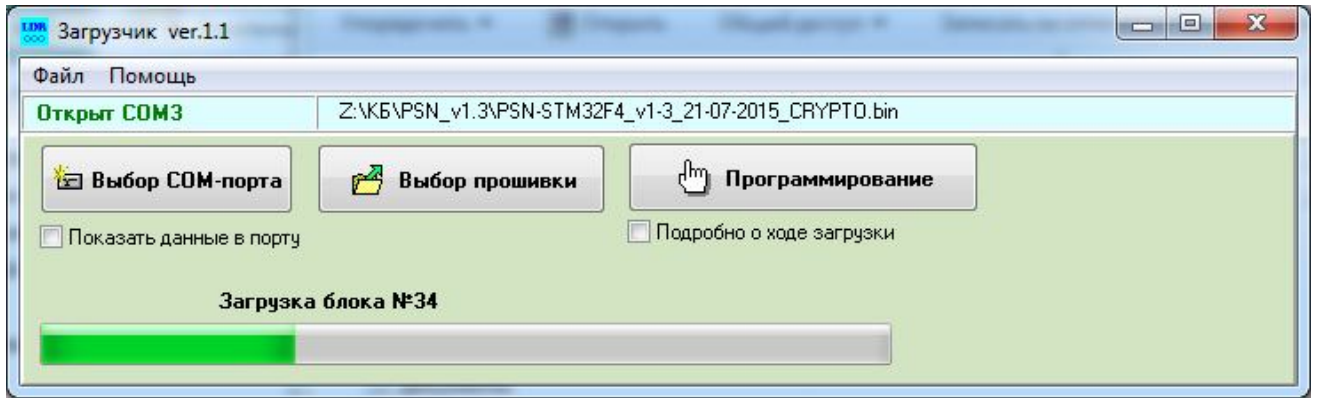 LDR Загрузчик ver.1.1
Файл Помощь
Открыт COM3 Z:\КБ\PSN_v1.3\PSN-STM32F4_v1-3_21-07-2015_CRYPTO.bin
Выбор COM-порта Выбор прошивки Программирование
Показать данные в порту Подробно о ходе загрузки
Загрузка блока №34